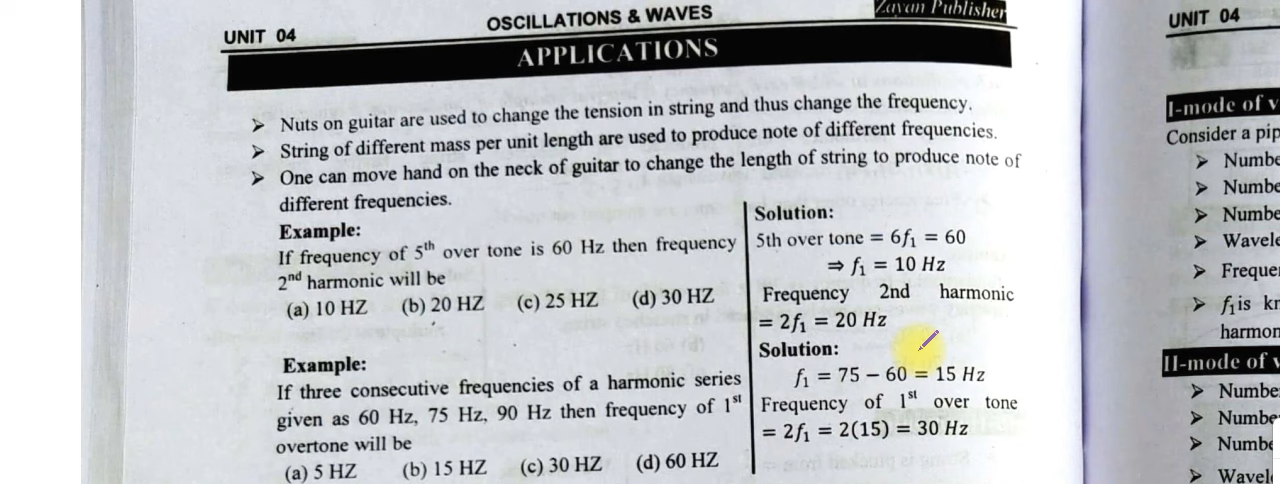 UNIT 04
OSCILLATIONS & WAVES
Zayan Publisher
APPLICATIONS
➢ Nuts on guitar are used to change the tension in string and thus change the frequency.
➢ String of different mass per unit length are used to produce note of different frequencies.
➢ One can move hand on the neck of guitar to change the length of string to produce note of
different frequencies.
Example:
If frequency of 5th over tone is 60 Hz then frequency
2nd harmonic will be
(a) 10 HZ (b) 20 HZ (c) 25 HZ (d) 30 HZ
Solution:
5th over tone = 6f₁ = 60
⇒ f₁ = 10 Hz
Frequency 2nd harmonic
= 2f₁ = 20 Hz
Example:
If three consecutive frequencies of a harmonic series
given as 60 Hz, 75 Hz, 90 Hz then frequency of 1st
overtone will be
(a) 5 HZ (b) 15 HZ (c) 30 HZ (d) 60 HZ
Solution:
f₁ = 75 − 60 = 15 Hz
Frequency of 1st over tone
= 2f₁ = 2(15) = 30 Hz
UNIT 04
I-mode of v
Consider a pip
➢ Numbe
➢ Numbe
➢ Numbe
➢ Wavele
➢ Freque
➢ f₁ is kn
harmon
II-mode of v
➢ Numbe
➢ Numbe
➢ Numbe
➢ Wavel